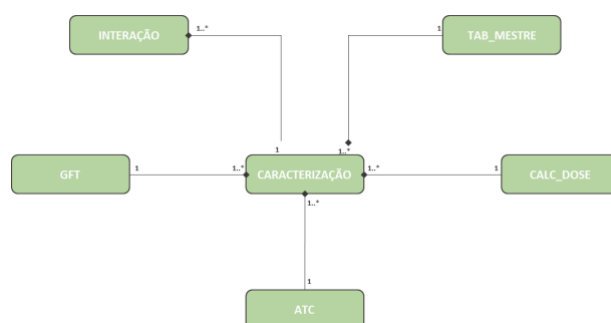 INTERAÇÃO
1..*
1
TAB_MESTRE
1
1..*
GFT
1
1..*
CARACTERIZAÇÃO
1..*
1
CALC_DOSE
1..*
1
ATC